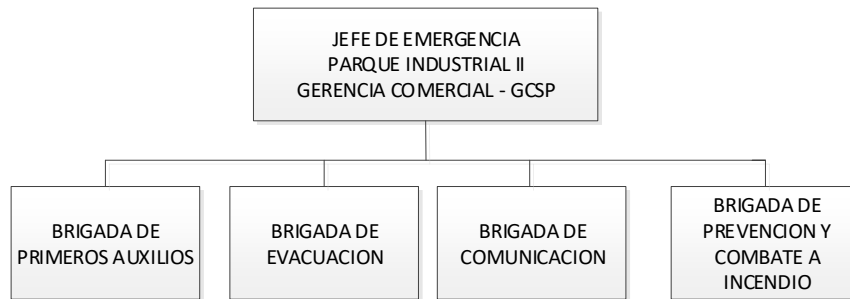 JEFE DE EMERGENCIA
PARQUE INDUSTRIAL II
GERENCIA COMERCIAL - GCSP
BRIGADA DE
PRIMEROS AUXILIOS
BRIGADA DE
EVACUACION
BRIGADA DE
COMUNICACION
BRIGADA DE
PREVENCION Y
COMBATE A
INCENDIO